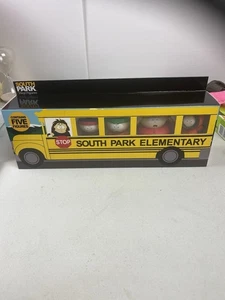 SOUTH
PARK
FIVE
FIGURES
STOP
SOUTH PARK ELEMENTARY